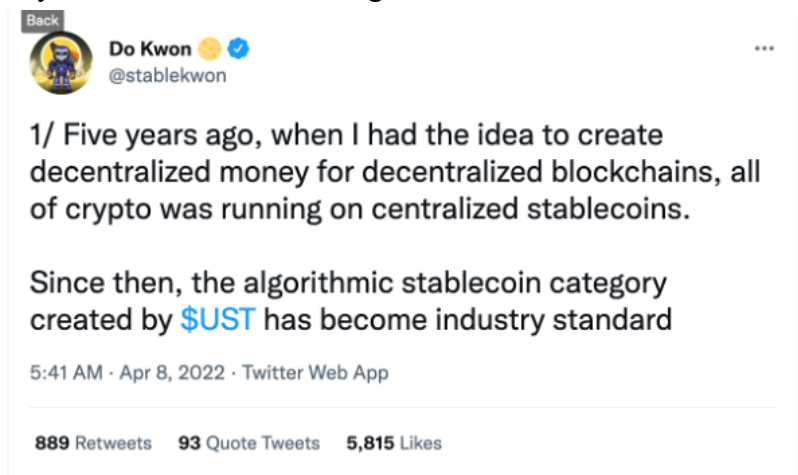 Back
Do Kwon
@stablekwon
1/ Five years ago, when I had the idea to create
decentralized money for decentralized blockchains, all
of crypto was running on centralized stablecoins.
Since then, the algorithmic stablecoin category
created by $UST has become industry standard
5:41 AM · Apr 8, 2022 · Twitter Web App
889 Retweets 93 Quote Tweets 5,815 Likes